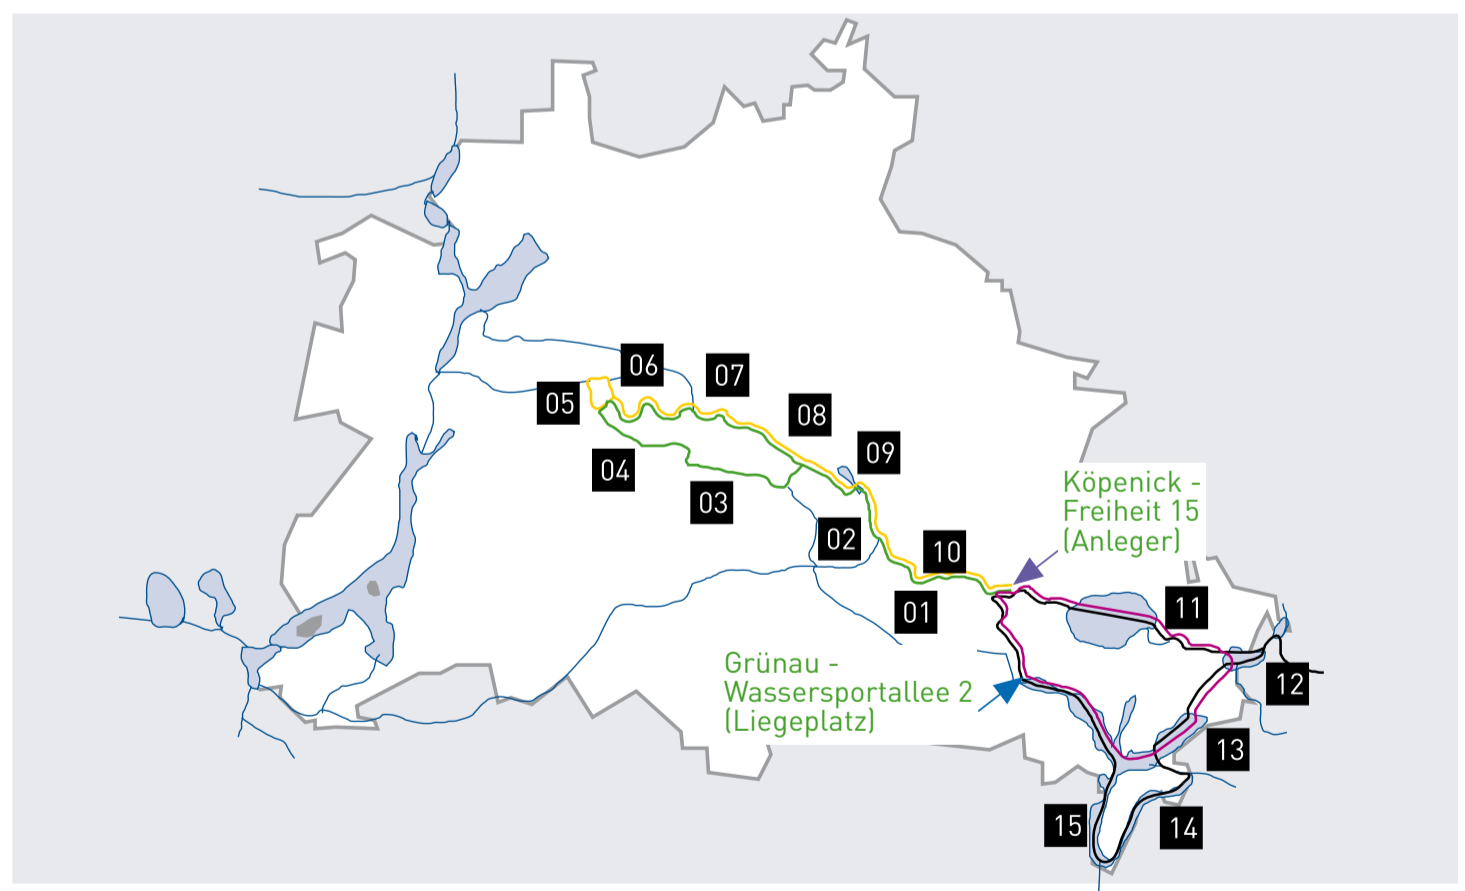 06
07
05
08
09
04
03
Köpenick -
Freiheit 15
(Anleger)
02
10
01
11
Grünau -
Wassersportallee 2
(Liegeplatz)
12
13
15
14